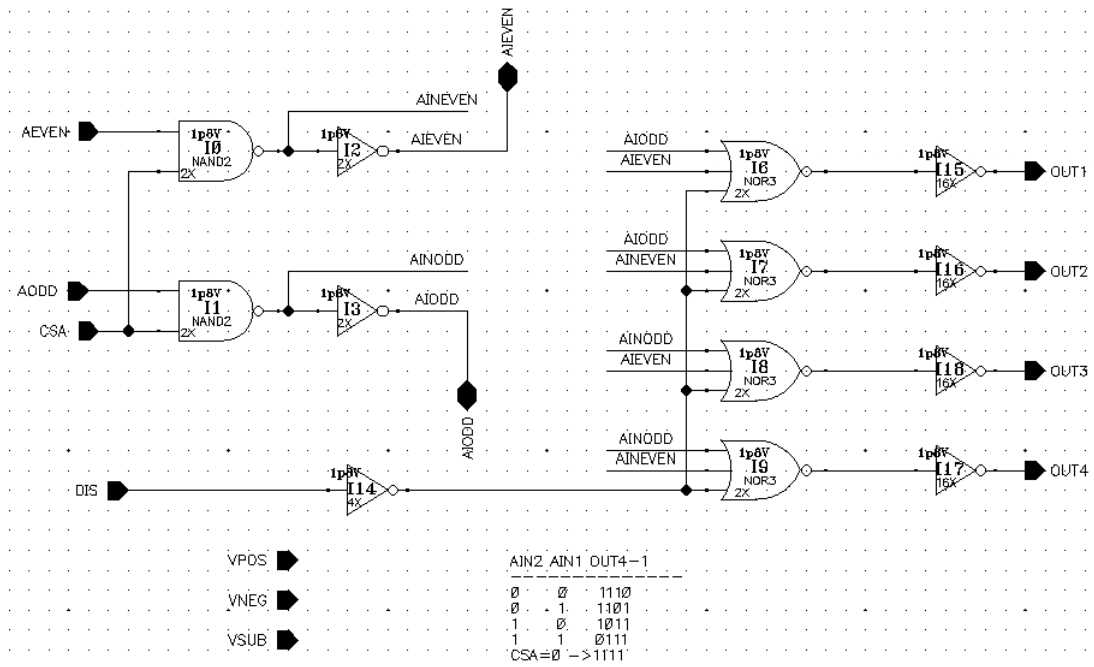 AIEVEN
AINEVEN
AEVEN
1p8V
I0
NAND2
2X
1p8V
I2
2X
AIEVEN
AIODD
AIEVEN
1p8V
I6
NOR3
2X
1p8V
I15
16X
OUT1
AINODD
AODD
1p8V
I1
NAND2
2X
CSA
1p8V
I3
2X
AIODD
AIODD
AIODD
AINEVEN
1p8V
I7
NOR3
2X
1p8V
I16
16X
OUT2
AINODD
AIEVEN
1p8V
I8
NOR3
2X
1p8V
I18
16X
OUT3
AINODD
AINEVEN
1p8V
I9
NOR3
2X
1p8V
I17
16X
OUT4
DIS
1p8V
I14
4X
VPOS
VNEG
VSUB
AIN2 AIN1 OUT4-1
----------------
0 0 1110
0 1 1101
1 0 1011
1 1 0111
CSA=0 ->1111